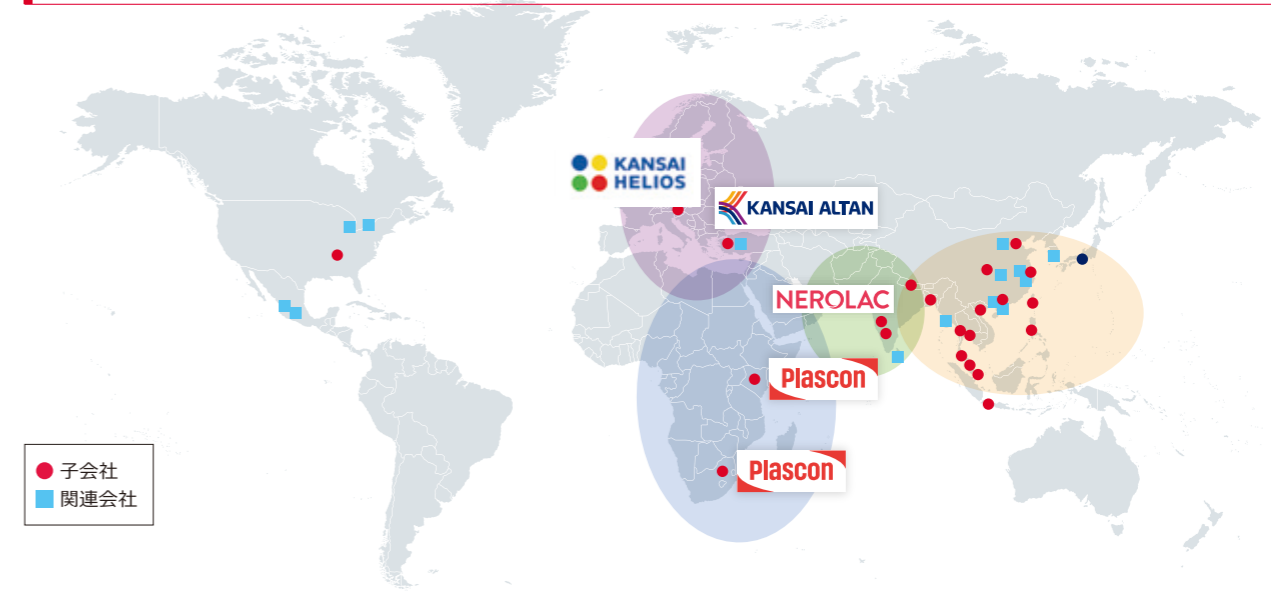 KANSAI
HELIOS
KANSAI ALTAN
NEROLAC
Plascon
Plascon
子会社
関連会社